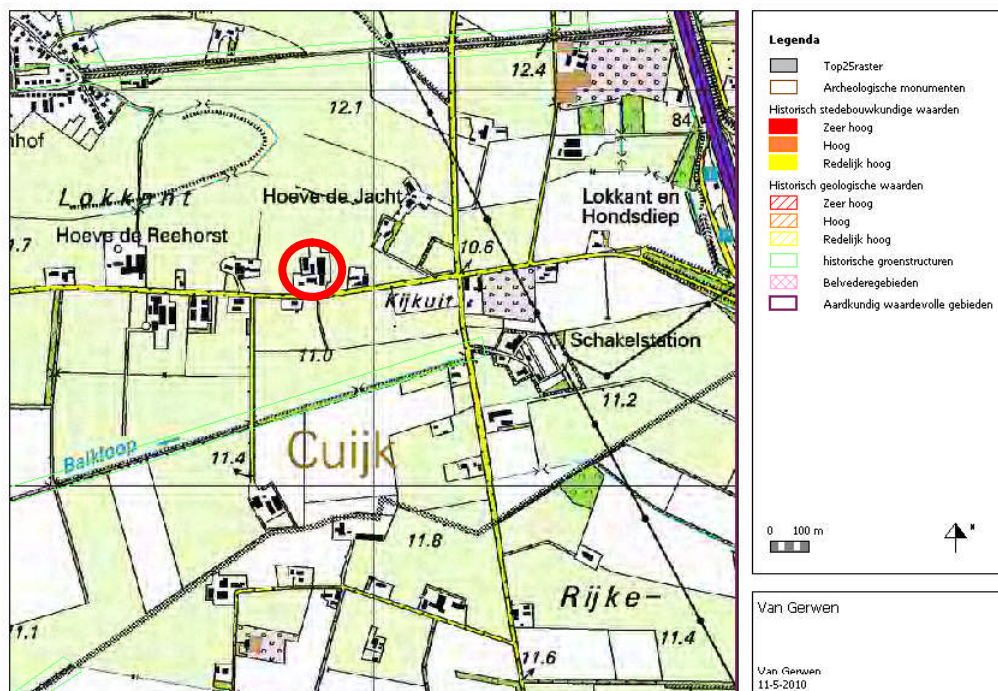 12.4
12.1
84
Lokkant
Hoeve de Jacht
Lokkant en
Hondsdiep
1.7
Hoeve de Reehorst
10.6
Kijkuit
11.0
Schakelstation
11.2
Balkloop
Cuijk
11.4
11.8
Rijke-
11.1
11.4
11.6
Legenda
Top25raster
Archeologische monumenten
Historisch stedebouwkundige waarden
Zeer hoog
Hoog
Redelijk hoog
Historisch geologische waarden
Zeer hoog
Hoog
Redelijk hoog
historische groenstructuren
Belvederegebieden
Aardkundig waardevolle gebieden
0 100 m
N
Van Gerwen
Van Gerwen
11-5-2010